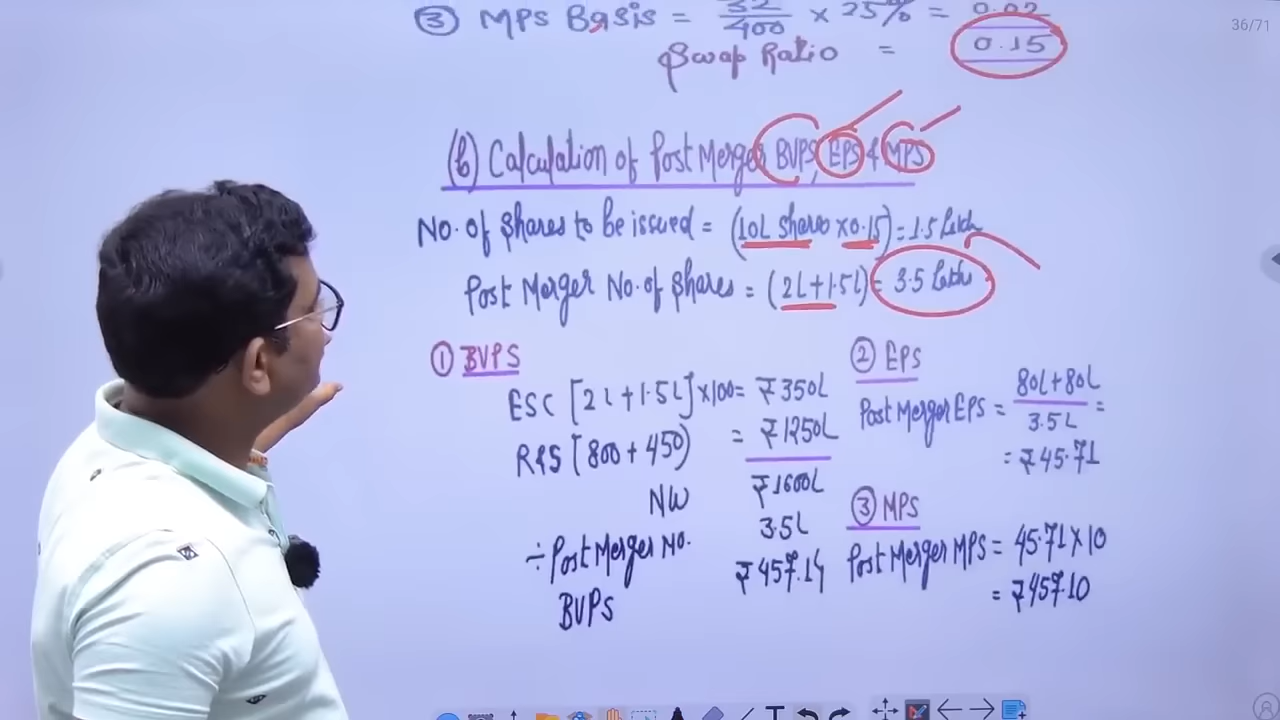 36/71
③ MPS Basis = 32/400 × 25% = 0.02
Swap Ratio = 0.15
(b) Calculation of Post Merger BVPS, EPS & MPS
No. of Shares to be issued = (10L shares × 0.15) = 1.5 lakh
Post Merger No. of Shares = (2L + 1.5L) = 3.5 lakhs
① BVPS
ESC [2L + 1.5L] × 100 = ₹350L
R&S [800 + 450) = ₹1250L
NW ₹1600L
÷ Post Merger No. 3.5L
BVPS ₹457.14
② EPS
Post Merger EPS = 80L + 80L / 3.5L =
= ₹45.71
③ MPS
Post Merger MPS = 45.71 × 10
= ₹457.10